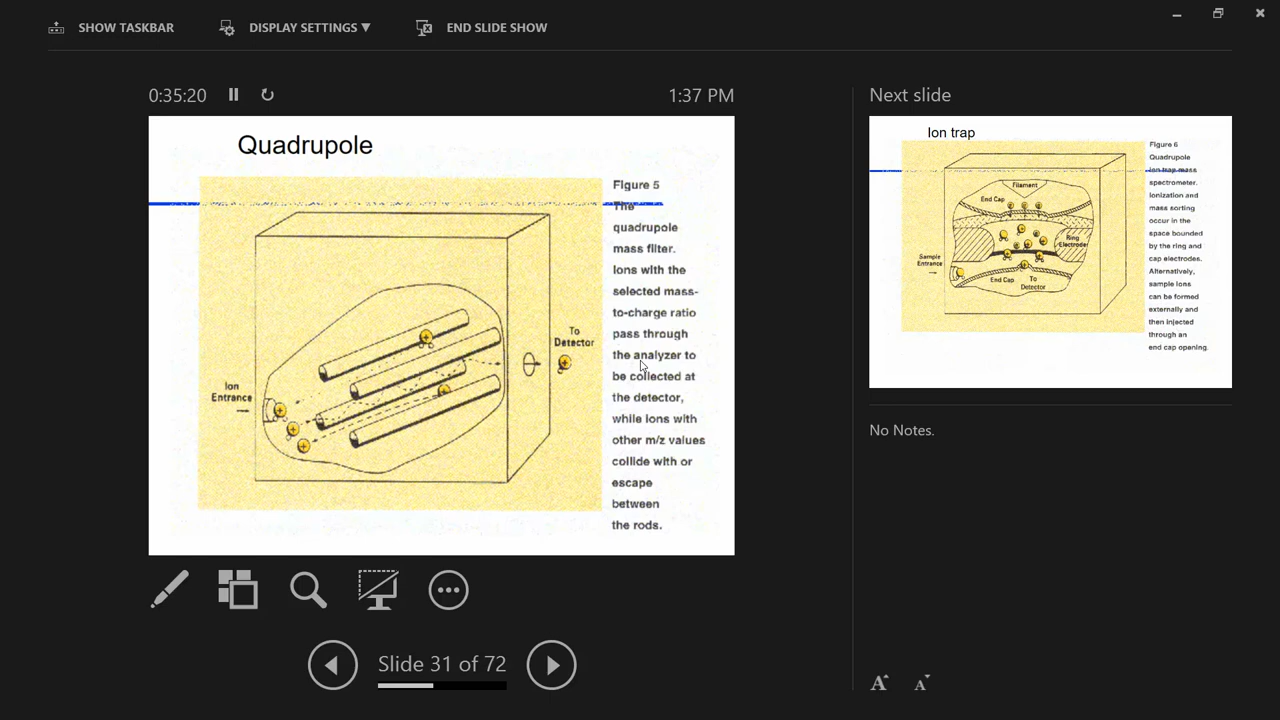 SHOW TASKBAR
DISPLAY SETTINGS ▼
END SLIDE SHOW
0:35:20
1:37 PM
Quadrupole
Figure 5
The
quadrupole
mass filter.
Ions with the
selected mass-
to-charge ratio
pass through
the analyzer to
be collected at
the detector,
while ions with
other m/z values
collide with or
escape
between
the rods.
Ion
Entrance
To
Detector
Slide 31 of 72
Next slide
Ion trap
Figure 6
Quadrupole
ion trap mass
spectrometer.
Ionization and
mass sorting
occur in the
space bounded
by the ring and
cap electrodes.
Alternatively,
sample ions
can be formed
externally and
then injected
through an
end cap opening.
Filament
End Cap
Ring
Electrode
Sample
Entrance
End Cap
To
Detector
No Notes.
A A